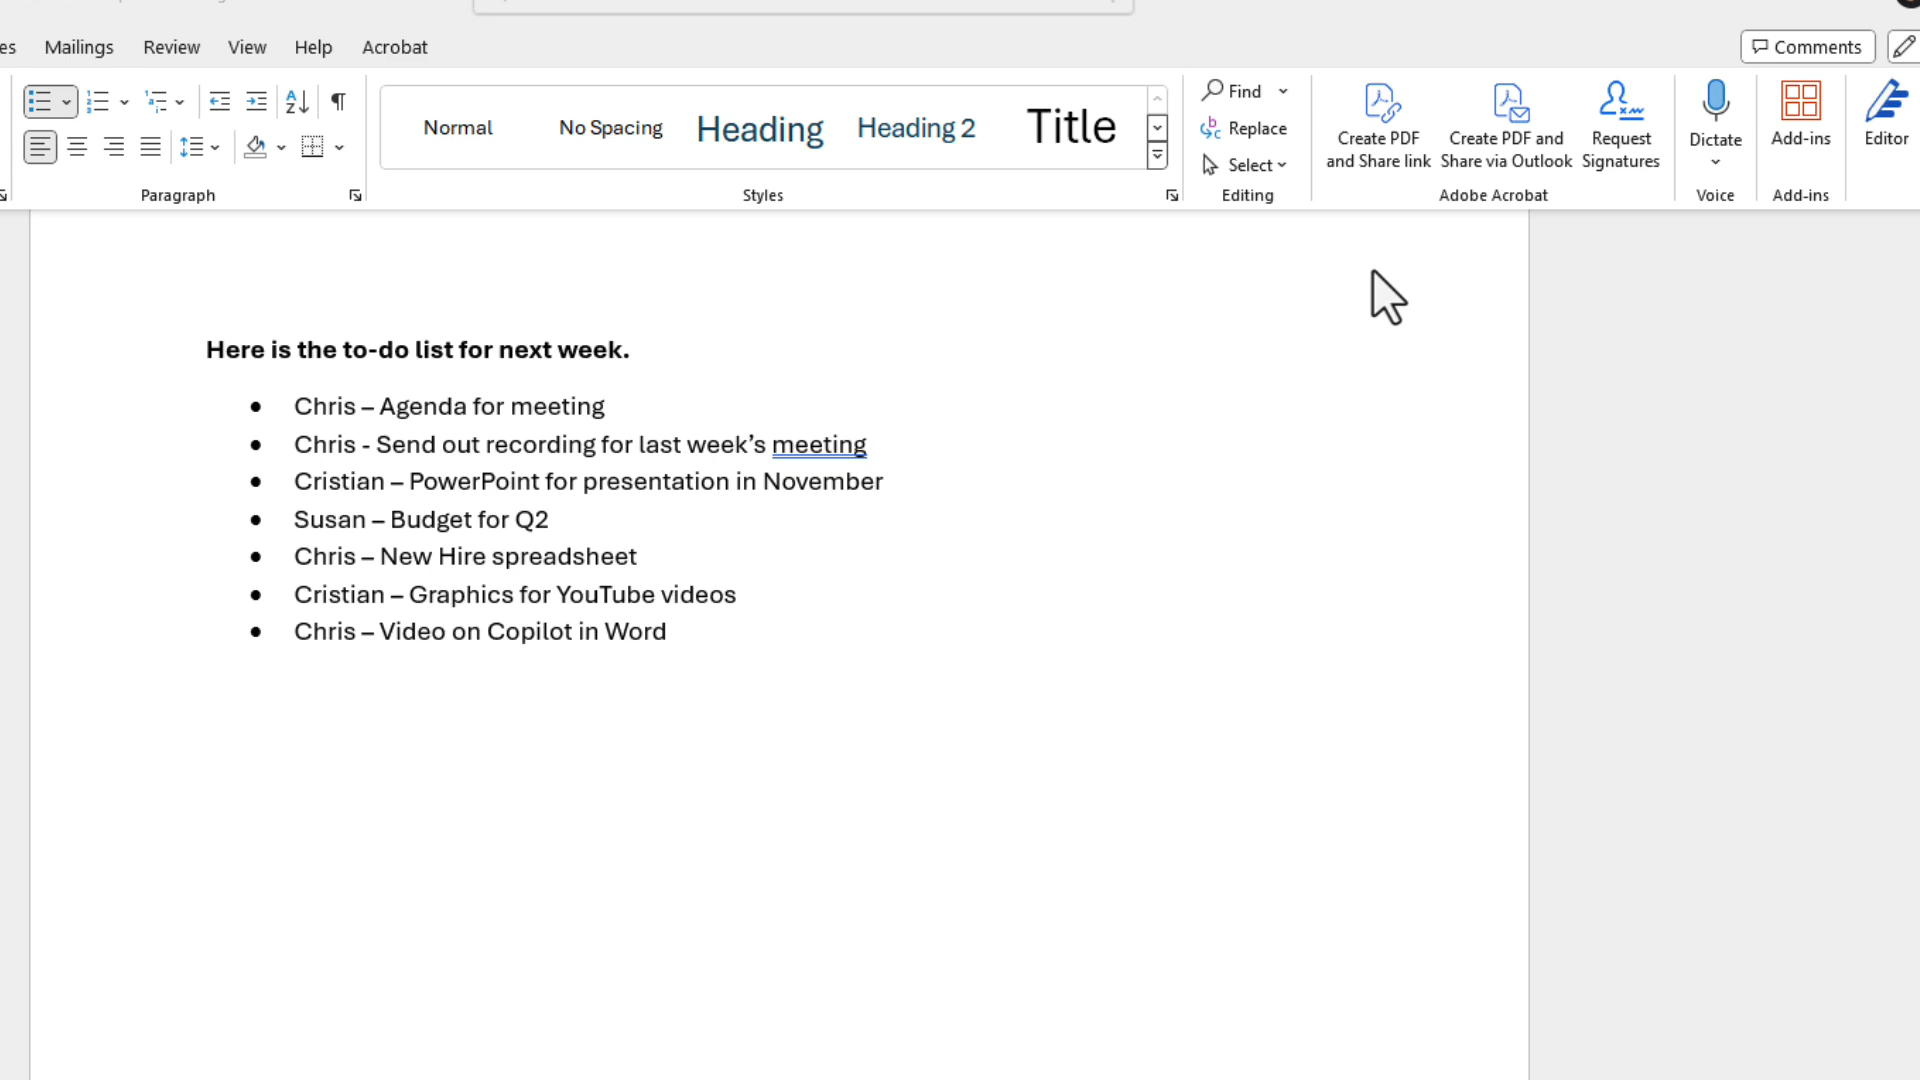 es Mailings Review View Help Acrobat Comments
Normal No Spacing Heading Heading 2 Title
Find
Replace
Select
Create PDF and Share link
Create PDF and Share via Outlook
Request Signatures
Dictate
Add-ins
Editor
Paragraph Styles Editing Adobe Acrobat Voice Add-ins
Here is the to-do list for next week.
• Chris – Agenda for meeting
• Chris - Send out recording for last week’s meeting
• Cristian – PowerPoint for presentation in November
• Susan – Budget for Q2
• Chris – New Hire spreadsheet
• Cristian – Graphics for YouTube videos
• Chris – Video on Copilot in Word